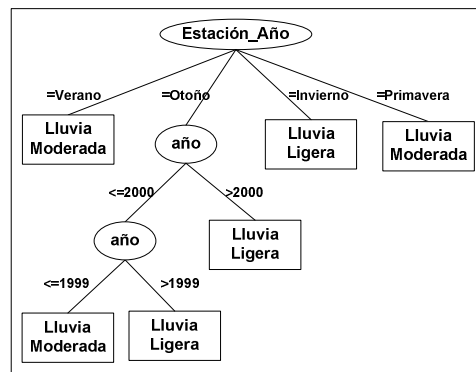 Estación_Año
=Verano
=Otoño
=Invierno
=Primavera
Lluvia
Moderada
año
Lluvia
Ligera
Lluvia
Moderada
<=2000
>2000
año
Lluvia
Ligera
<=1999
>1999
Lluvia
Moderada
Lluvia
Ligera